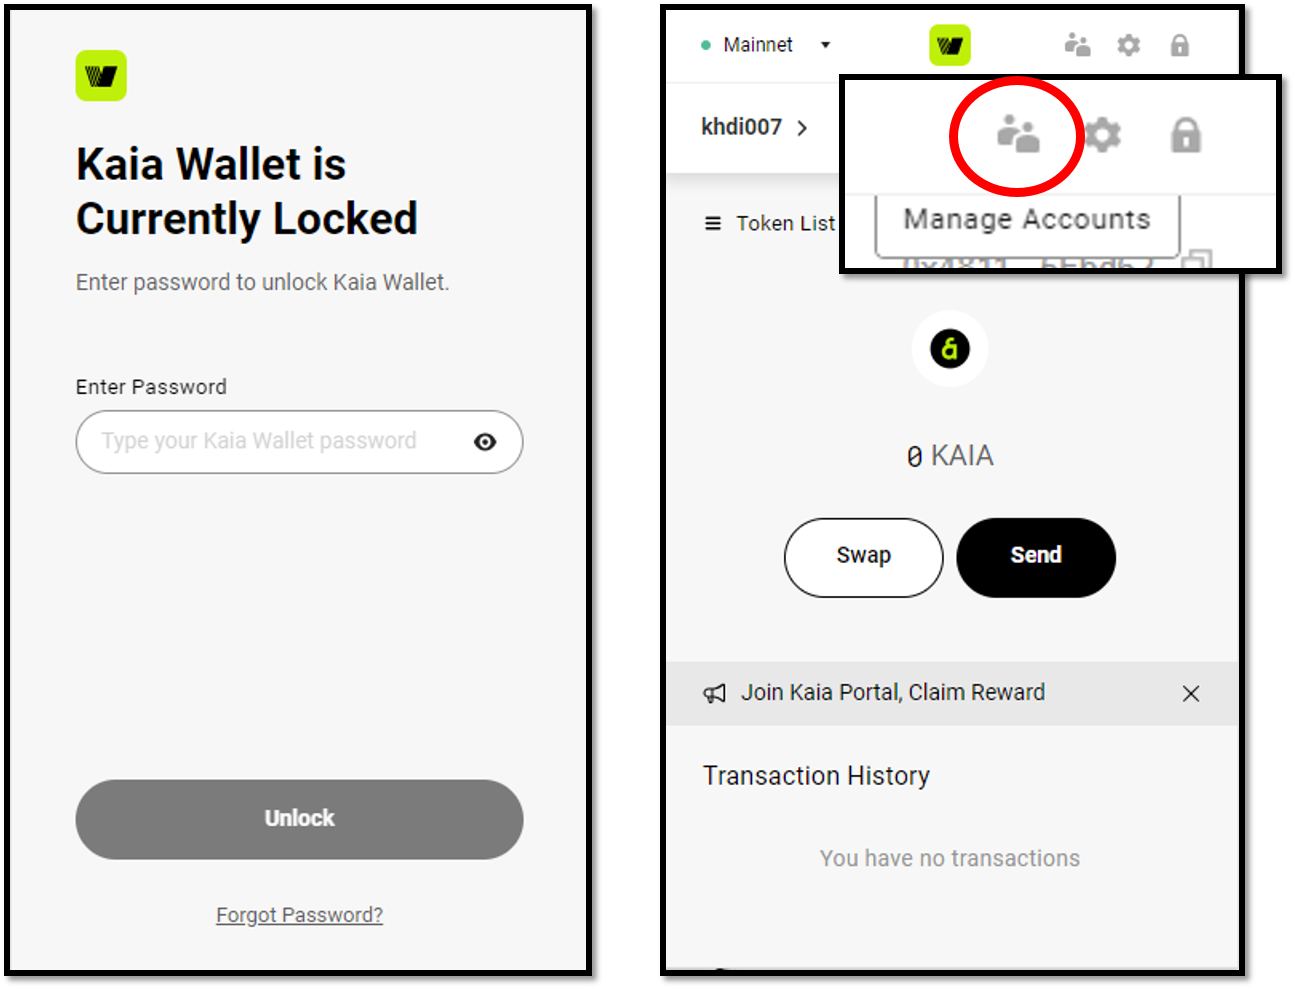 Kaia Wallet is
Currently Locked
Enter password to unlock Kaia Wallet.
Enter Password
Type your Kaia Wallet password
Unlock
Forgot Password?
Mainnet
khdi007
Manage Accounts
Token List
0 KAIA
Swap
Send
Join Kaia Portal, Claim Reward
Transaction History
You have no transactions